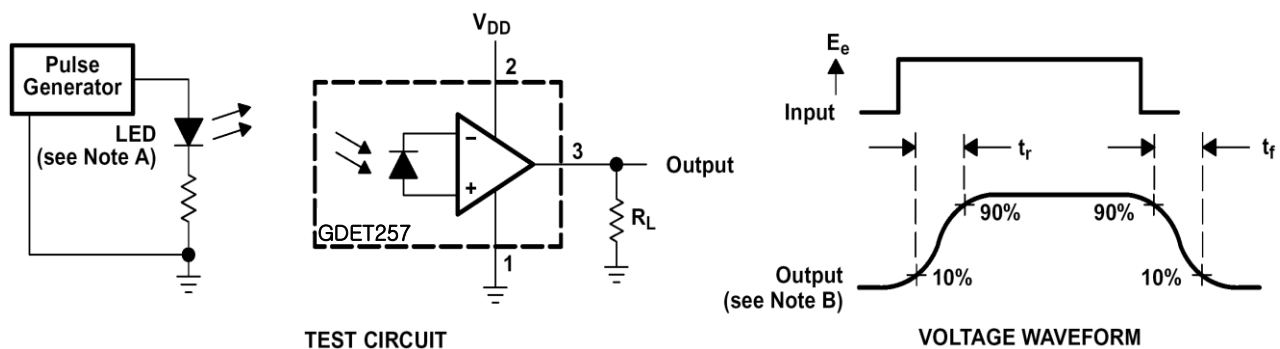 Pulse
Generator
LED
(see Note A)
V_DD
2
−
+
3
Output
R_L
GDET257
1
TEST CIRCUIT
E_e
Input
t_r
t_f
90%
90%
Output
(see Note B)
10%
10%
VOLTAGE WAVEFORM